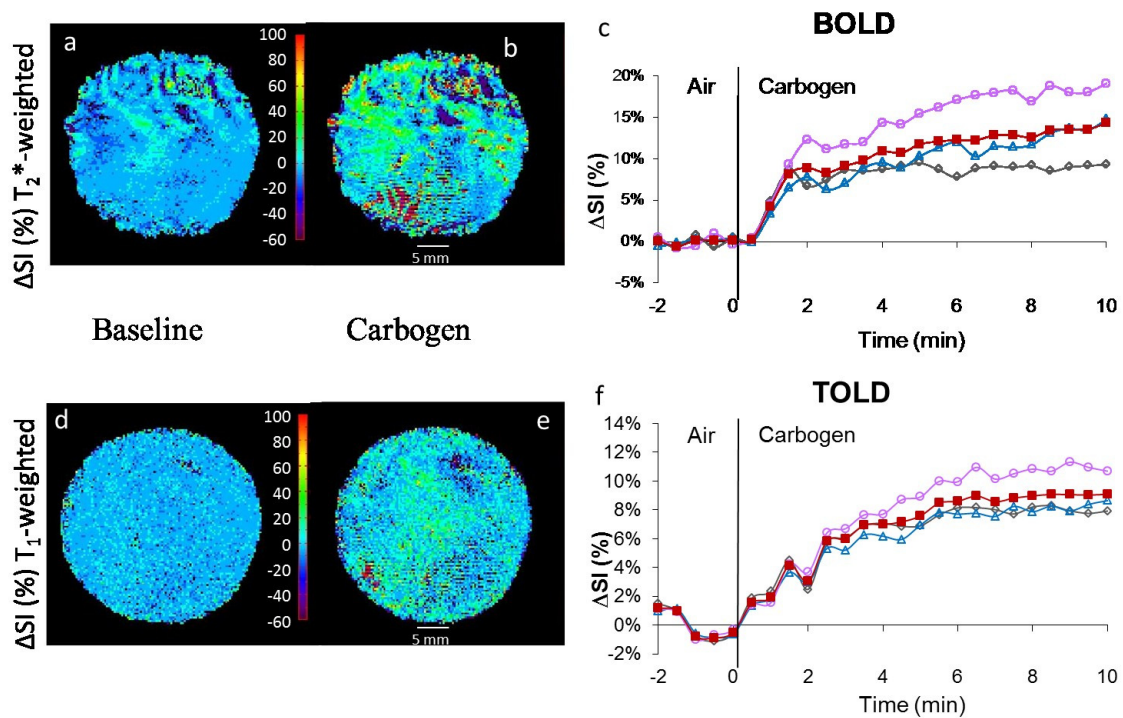 ΔSI (%) T2*-weighted
a
100
80
60
40
20
0
-20
-40
-60
b
5 mm
c
BOLD
Air
Carbogen
20%
15%
10%
5%
0%
-5%
ΔSI (%)
-2 0 2 4 6 8 10
Time (min)
Baseline
Carbogen
ΔSI (%) T1-weighted
d
100
80
60
40
20
0
-20
-40
-60
e
5 mm
f
TOLD
Air
Carbogen
14%
12%
10%
8%
6%
4%
2%
0%
-2%
ΔSI (%)
-2 0 2 4 6 8 10
Time (min)